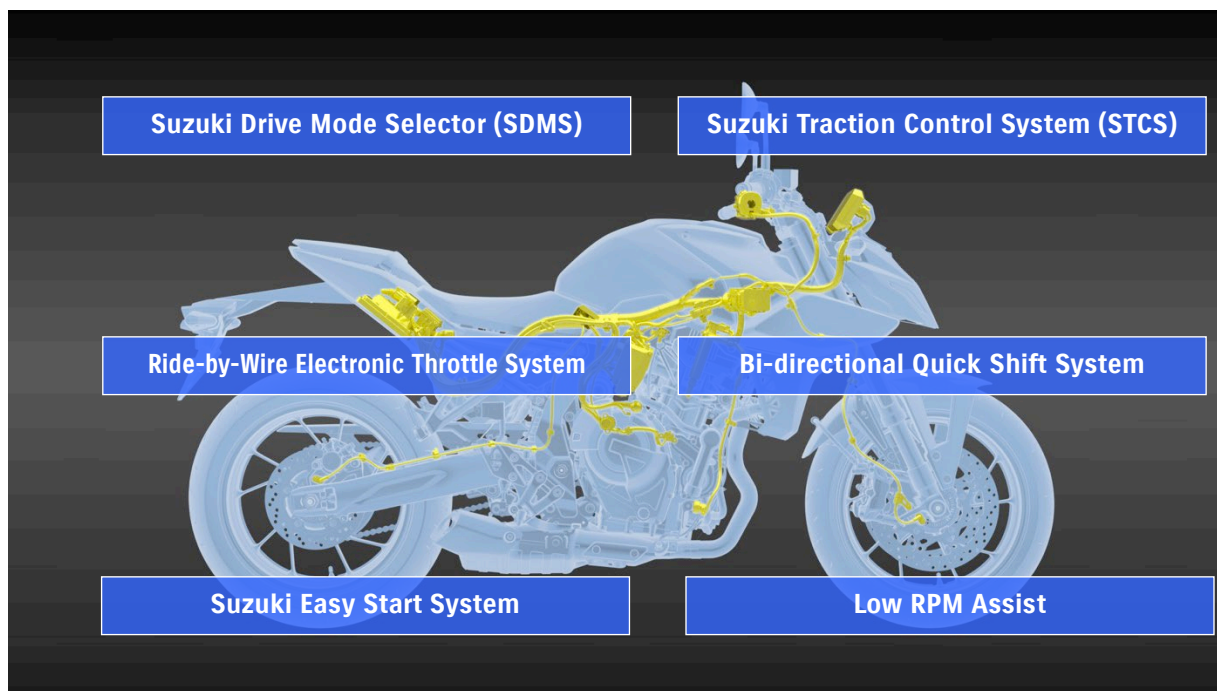 Suzuki Drive Mode Selector (SDMS)
Suzuki Traction Control System (STCS)
Ride-by-Wire Electronic Throttle System
Bi-directional Quick Shift System
Suzuki Easy Start System
Low RPM Assist